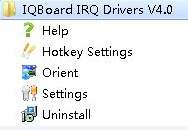 IQBoard IRQ Drivers V4.0
Help
Hotkey Settings
Orient
Settings
Uninstall